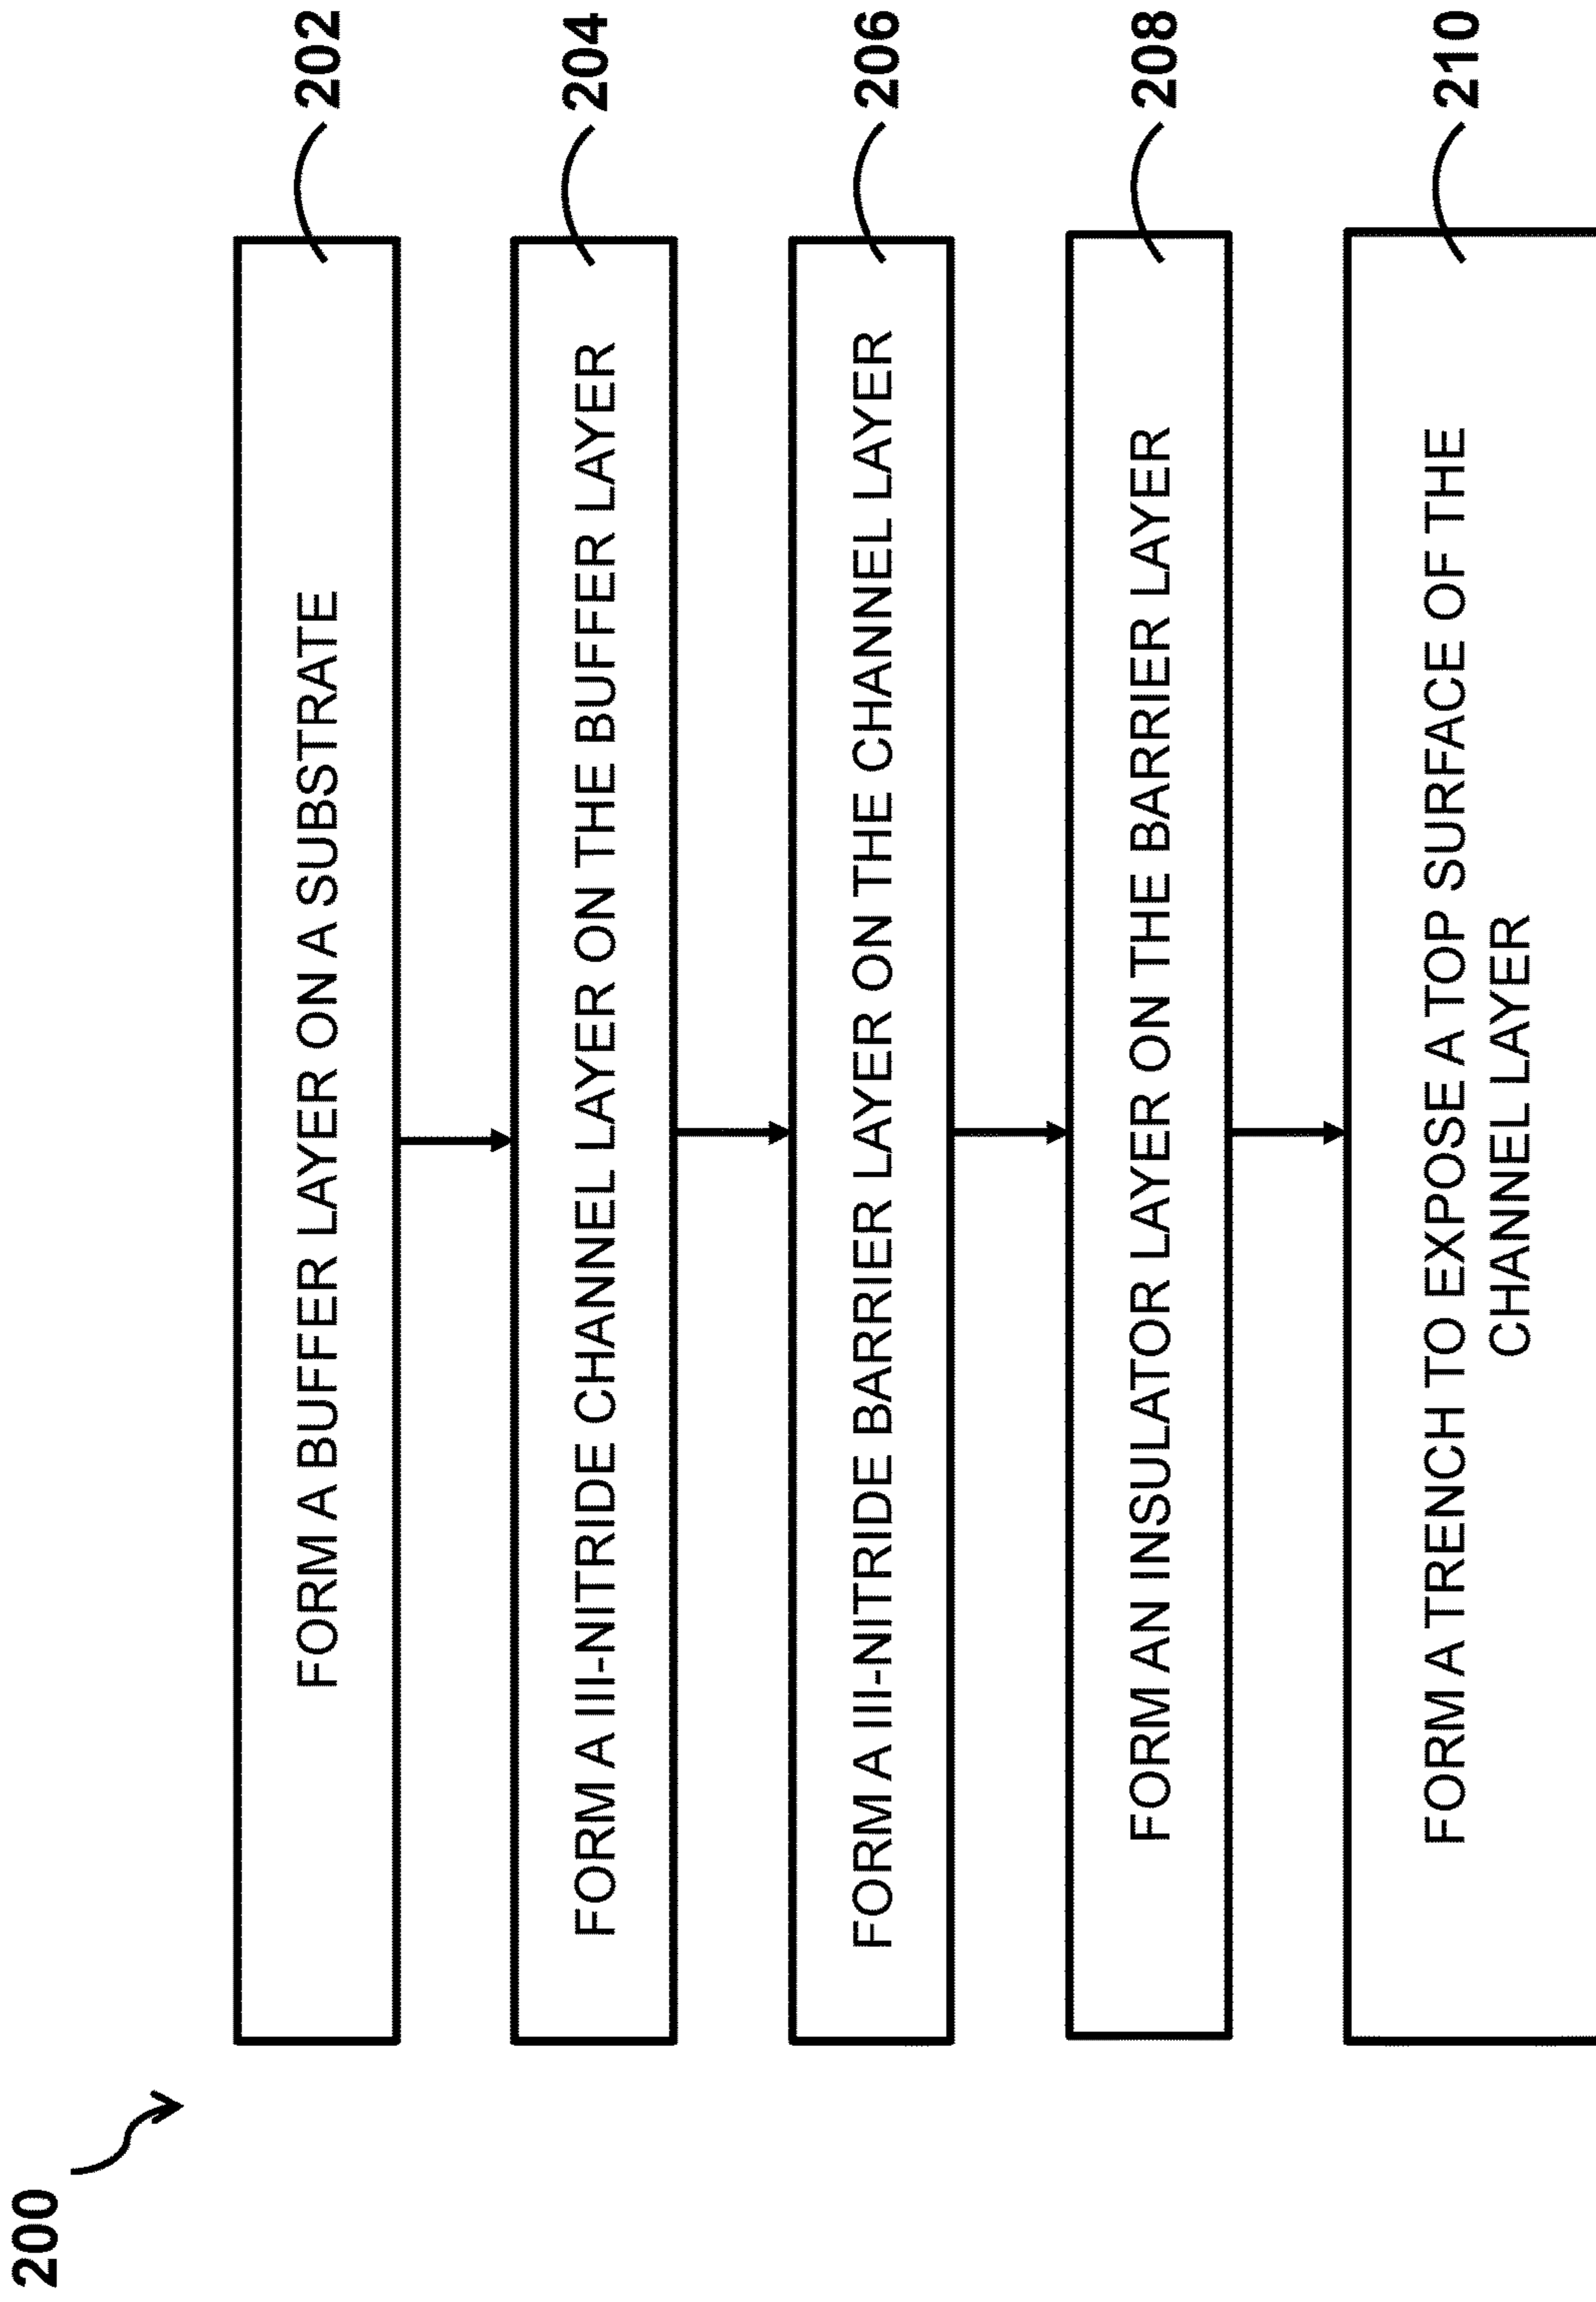 200
FORM A BUFFER LAYER ON A SUBSTRATE
202
FORM A III-NITRIDE CHANNEL LAYER ON THE BUFFER LAYER
204
FORM A III-NITRIDE BARRIER LAYER ON THE CHANNEL LAYER
206
FORM AN INSULATOR LAYER ON THE BARRIER LAYER
208
FORM A TRENCH TO EXPOSE A TOP SURFACE OF THE
CHANNEL LAYER
210